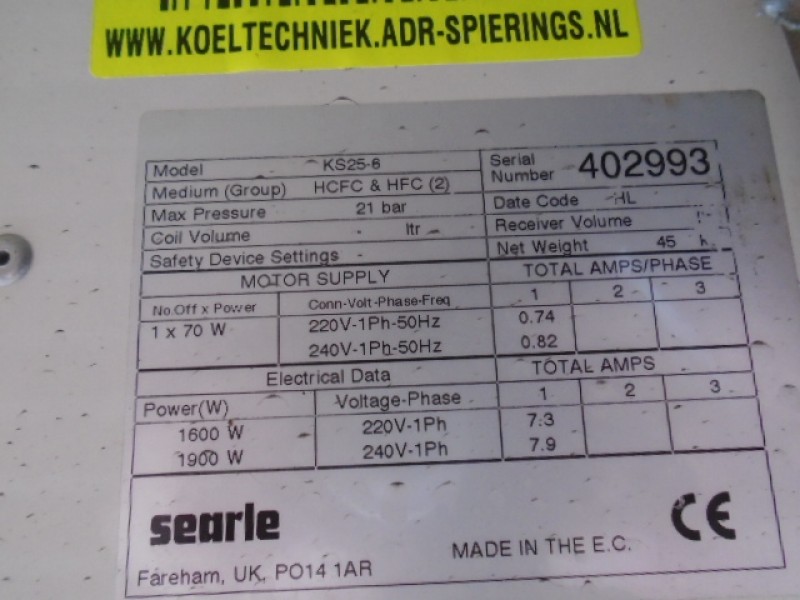 WWW.KOELTECHNIEK.ADR-SPIERINGS.NL
Model KS25-6 Serial Number 402993
Medium (Group) HCFC & HFC (2) Date Code HL
Max Pressure 21 bar Receiver Volume
Coil Volume ltr Net Weight 45
Safety Device Settings
MOTOR SUPPLY TOTAL AMPS/PHASE
No.Off x Power Conn-Volt-Phase-Freq 1 2 3
1 x 70 W 220V-1Ph-50Hz 0.74
240V-1Ph-50Hz 0.82
Electrical Data TOTAL AMPS
Power(W) Voltage-Phase 1 2 3
1600 W 220V-1Ph 7.3
1900 W 240V-1Ph 7.9
searle CE
Fareham, UK, PO14 1AR MADE IN THE E.C.